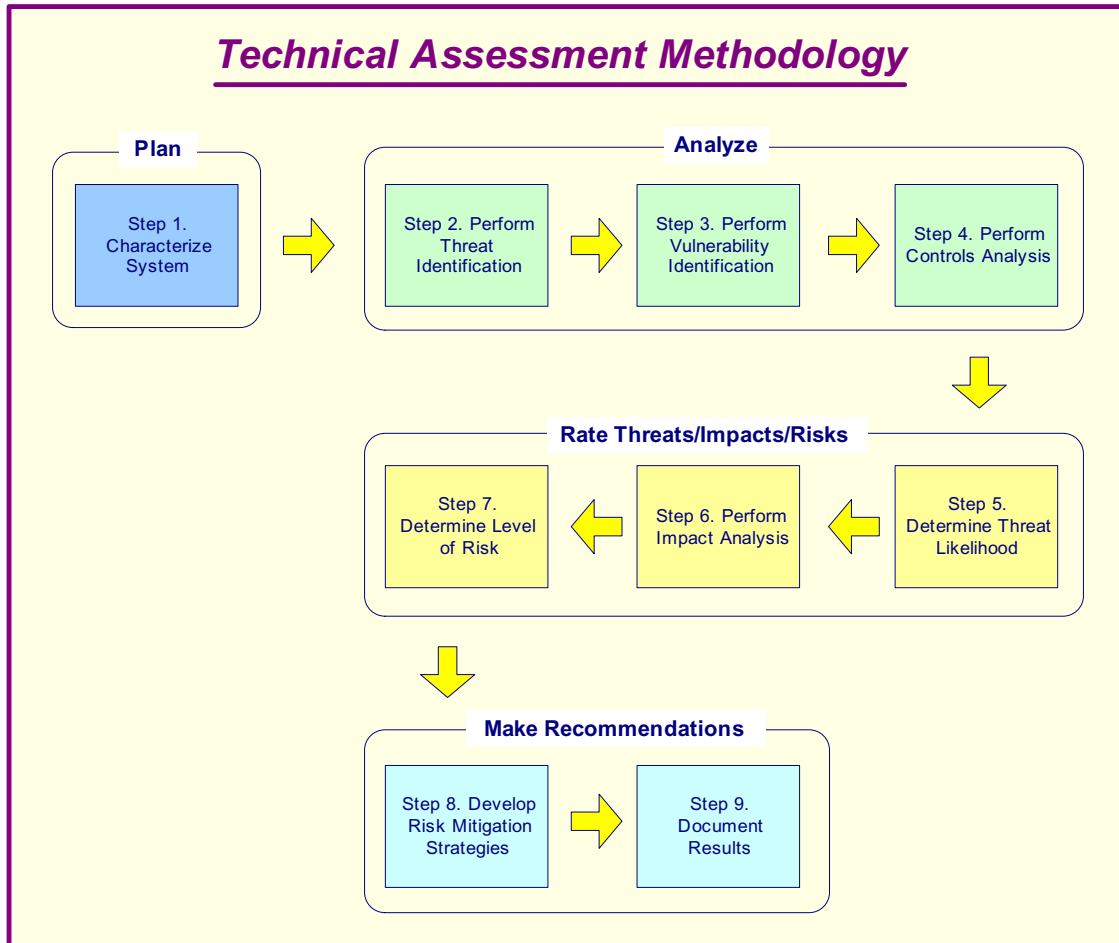 Technical Assessment Methodology
Plan
Step 1.
Characterize
System
Analyze
Step 2. Perform
Threat
Identification
Step 3. Perform
Vulnerability
Identification
Step 4. Perform
Controls Analysis
Rate Threats/Impacts/Risks
Step 5.
Determine Threat
Likelihood
Step 6. Perform
Impact Analysis
Step 7.
Determine Level
of Risk
Make Recommendations
Step 8. Develop
Risk Mitigation
Strategies
Step 9.
Document
Results